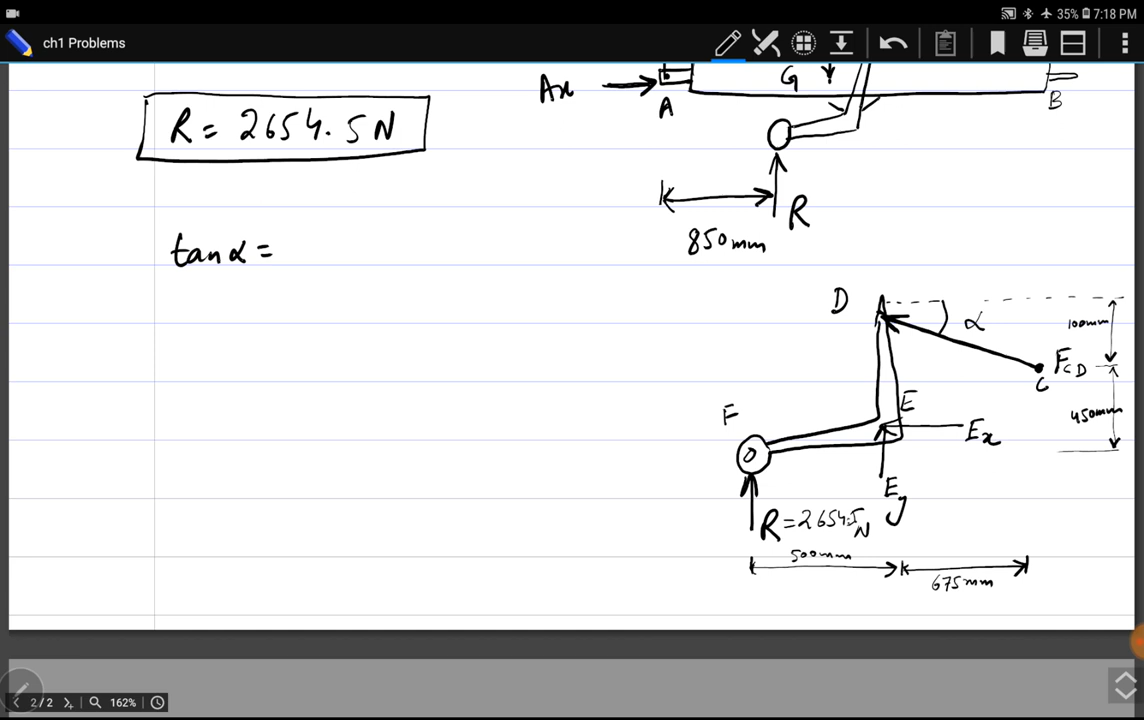 35% 7:18 PM
ch1 Problems
Ax
A
G
B
R = 2654.5N
R
850mm
tanα =
D
α
100mm
FCD
C
450mm
F
E
Ex
Ey
R=2654.5N
500mm
675mm
2/2
162%